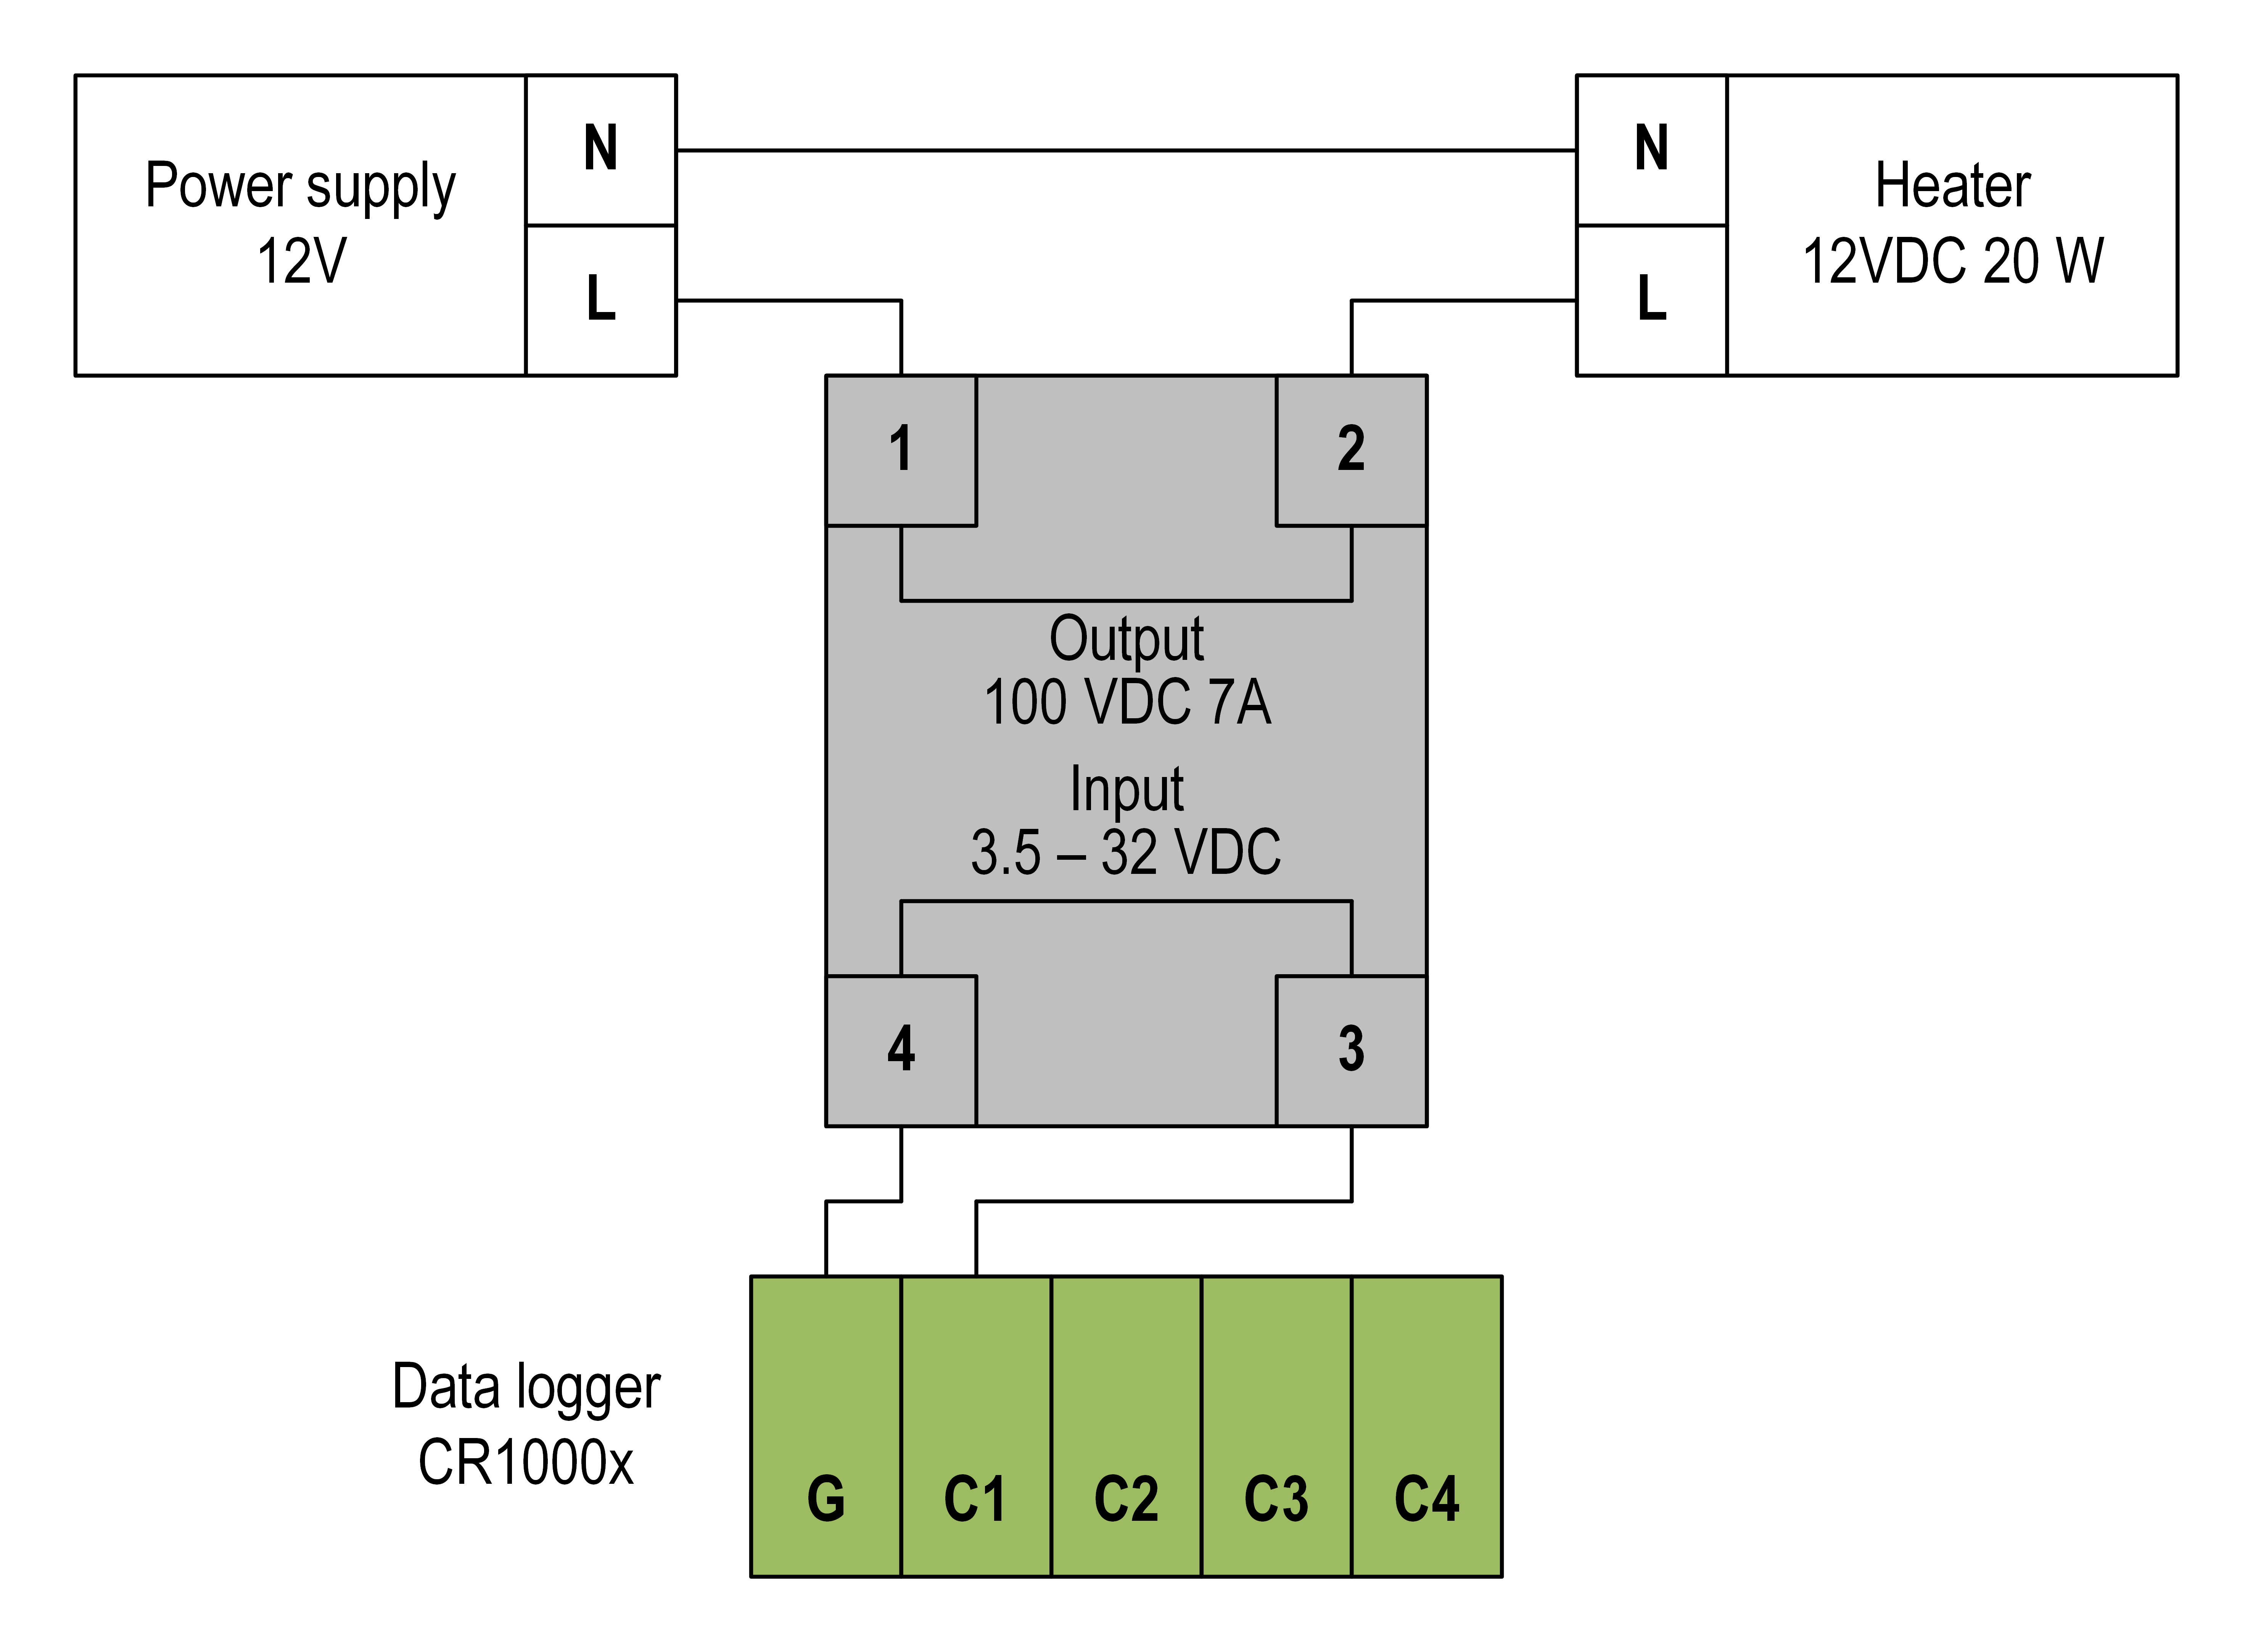 Power supply
12V
N
L
N
L
Heater
12VDC 20 W
1
2
Output
100 VDC 7A
Input
3.5 – 32 VDC
4
3
Data logger
CR1000x
G
C1
C2
C3
C4